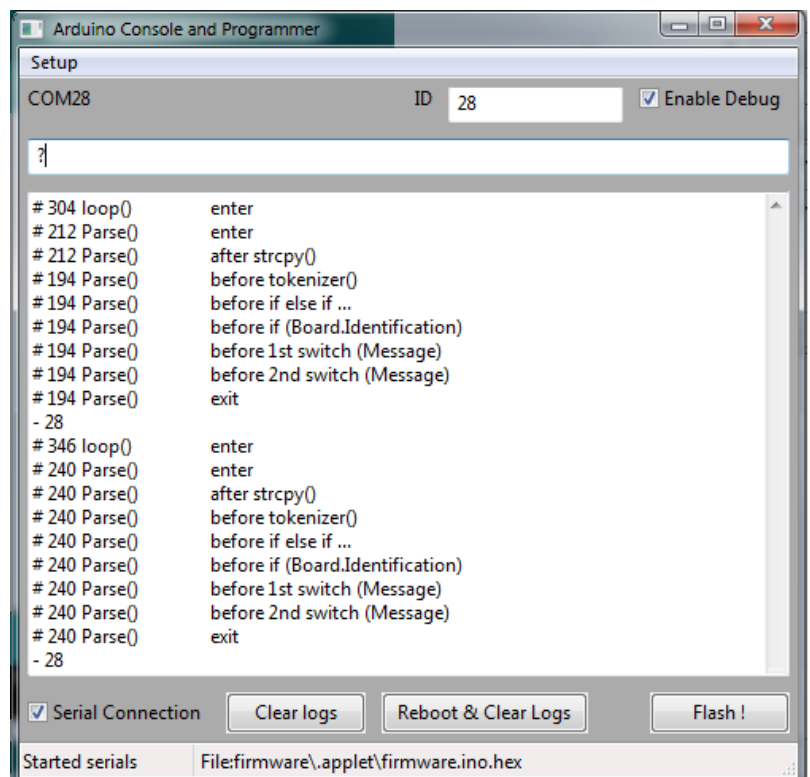 Arduino Console and Programmer
Setup
COM28 ID 28 Enable Debug
?
# 304 loop() enter
# 212 Parse() enter
# 212 Parse() after strcpy()
# 194 Parse() before tokenizer()
# 194 Parse() before if else if ...
# 194 Parse() before if (Board.Identification)
# 194 Parse() before 1st switch (Message)
# 194 Parse() before 2nd switch (Message)
# 194 Parse() exit
- 28
# 346 loop() enter
# 240 Parse() enter
# 240 Parse() after strcpy()
# 240 Parse() before tokenizer()
# 240 Parse() before if else if ...
# 240 Parse() before if (Board.Identification)
# 240 Parse() before 1st switch (Message)
# 240 Parse() before 2nd switch (Message)
# 240 Parse() exit
- 28
Serial Connection Clear logs Reboot & Clear Logs Flash !
Started serials File:firmware\.applet\firmware.ino.hex